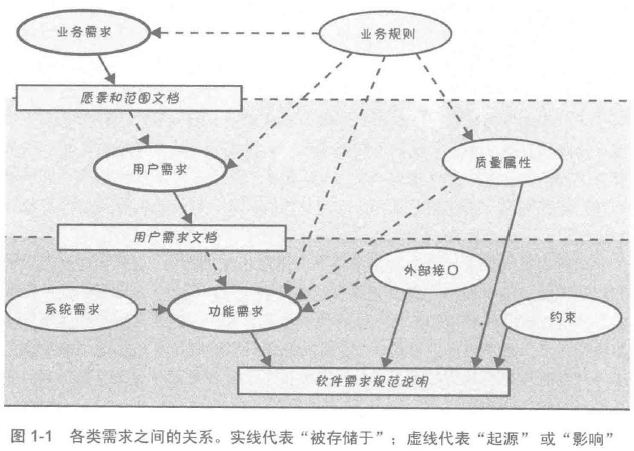 业务需求
业务规则
愿景和范围文档
用户需求
质量属性
用户需求文档
外部接口
系统需求
功能需求
约束
软件需求规范说明
图 1-1 各类需求之间的关系。实线代表“被存储于”；虚线代表“起源”或“影响”